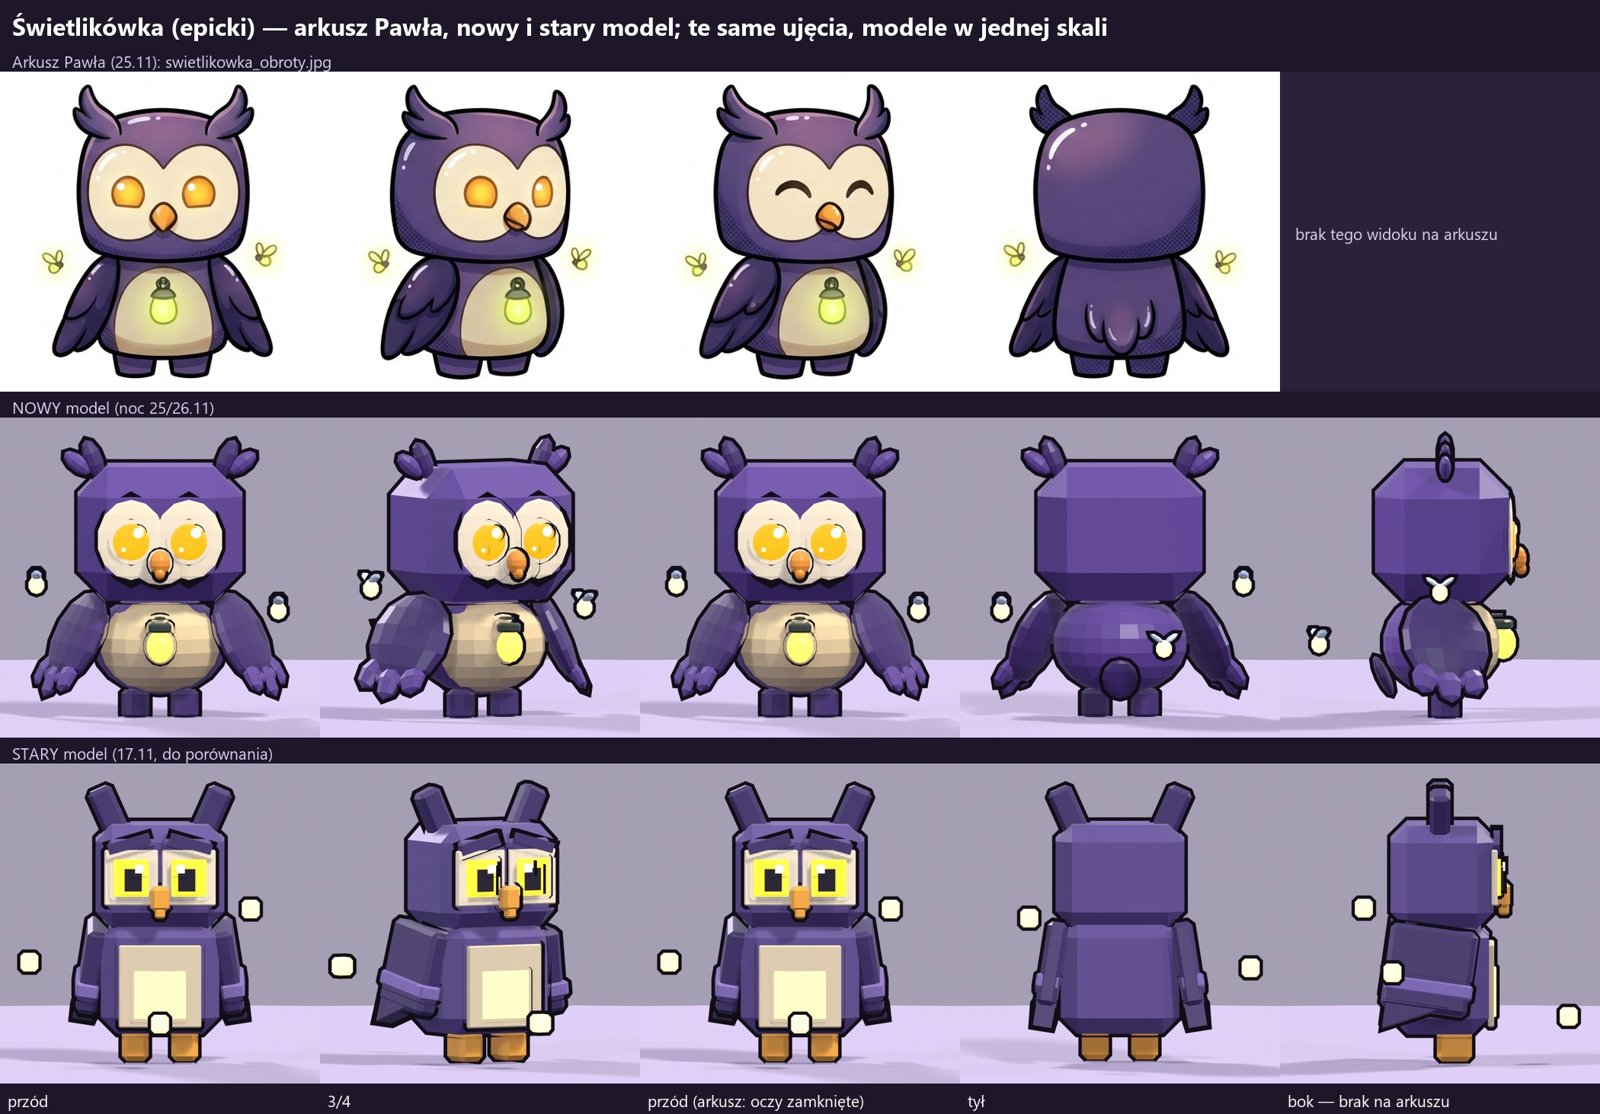 Świetlikówka (epicki) — arkusz Pawła, nowy i stary model; te same ujęcia, modele w jednej skali
Arkusz Pawła (25.11): swietlikowka_obroty.jpg
brak tego widoku na arkuszu
NOWY model (noc 25/26.11)
STARY model (17.11, do porównania)
przód
3/4
przód (arkusz: oczy zamknięte)
tył
bok — brak na arkuszu